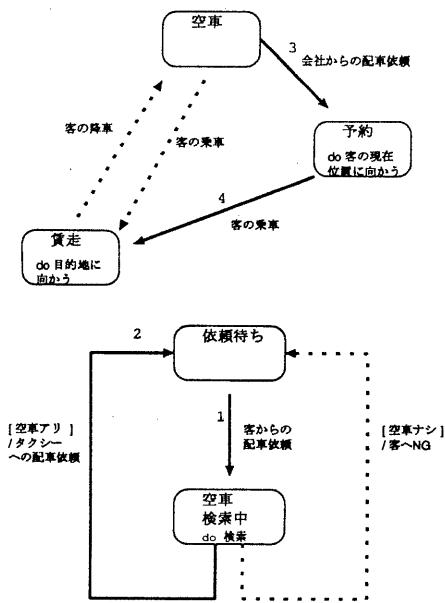 空車
3
会社からの配車依頼
客の降車
客の乗車
予約
do 客の現在
位置に向かう
4
客の乗車
賃走
do 目的地に
向かう
2
依頼待ち
[ 空車アリ ]
/ タクシー
への配車依頼
1
客からの
配車依頼
[ 空車ナシ ]
/ 客へNG
空車
検索中
do 検索